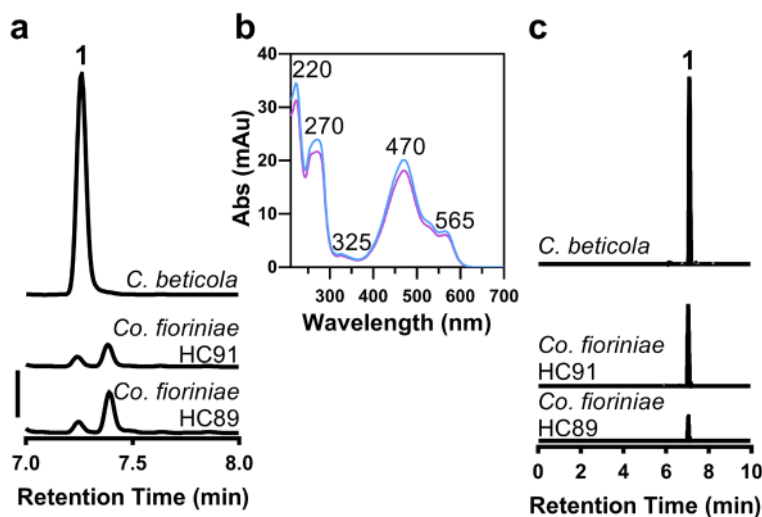 a
1
C. beticola
Co. fioriniae
HC91
Co. fioriniae
HC89
7.0 7.5 8.0
Retention Time (min)
b
Abs (mAu)
40
30
20
10
0
220
270
325
470
565
300 400 500 600 700
Wavelength (nm)
c
1
C. beticola
Co. fioriniae
HC91
Co. fioriniae
HC89
0 2 4 6 8 10
Retention Time (min)